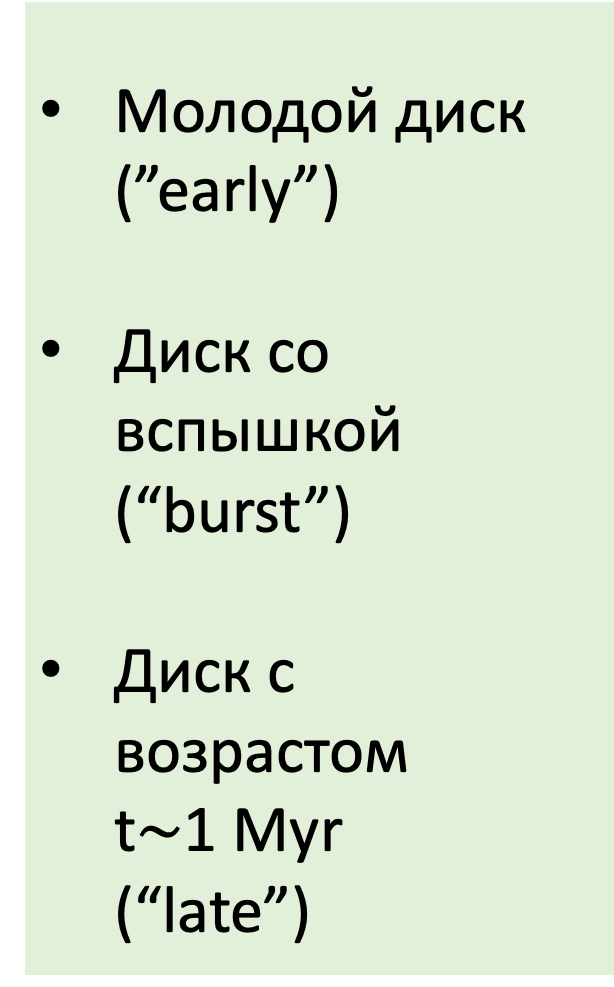 • Молодой диск
(”early”)
• Диск со
вспышкой
(“burst”)
• Диск с
возрастом
t~1 Myr
(“late”)